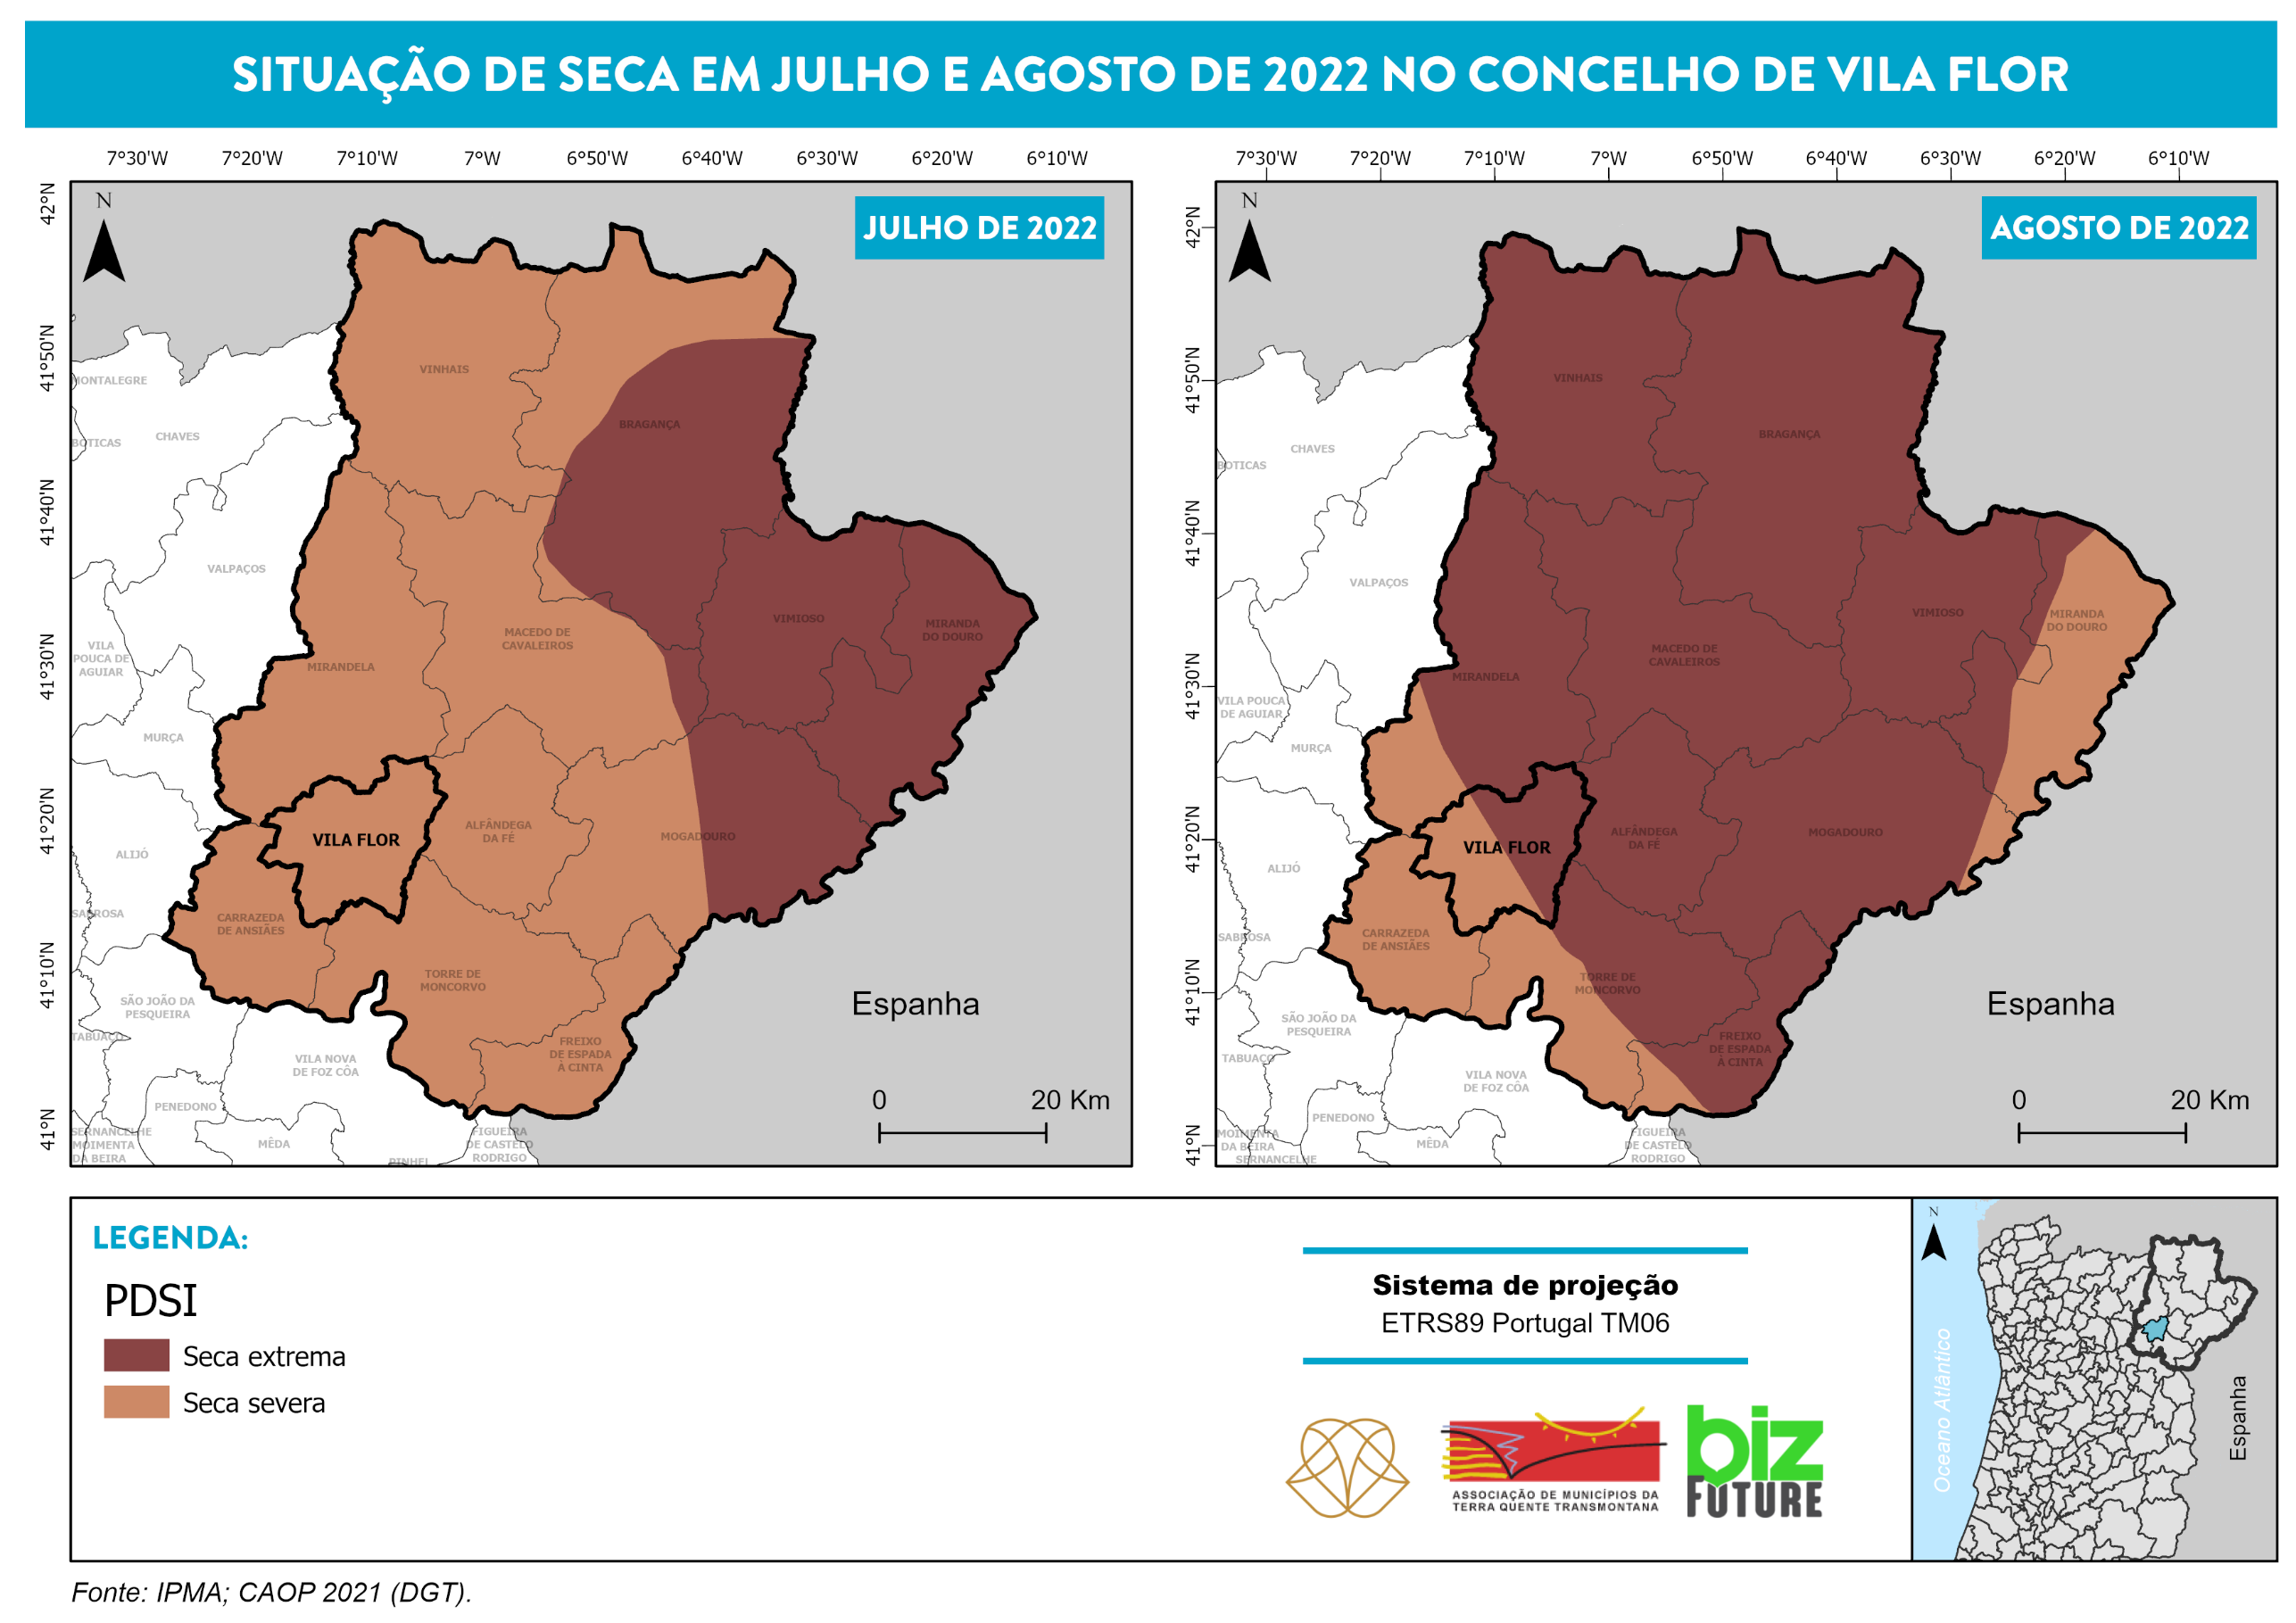 SITUAÇÃO DE SECA EM JULHO E AGOSTO DE 2022 NO CONCELHO DE VILA FLOR
7°30'W 7°20'W 7°10'W 7°W 6°50'W 6°40'W 6°30'W 6°20'W 6°10'W
42°N
41°50'N
41°40'N
41°30'N
41°20'N
41°10'N
41°N
N
JULHO DE 2022
VINHAIS
MONTALEGRE
BRAGANÇA
CHAVES
BOTICAS
VALPAÇOS
VIMIOSO
MIRANDA
DO DOURO
MACEDO DE
CAVALEIROS
VILA
POUCA DE
AGUIAR
MIRANDELA
MURÇA
ALFÂNDEGA
DA FÉ
MOGADOURO
VILA FLOR
ALIJÓ
SABROSA
CARRAZEDA
DE ANSIÃES
TORRE DE
MONCORVO
SÃO JOÃO DA
PESQUEIRA
Espanha
TABUAÇO
FREIXO
DE ESPADA
À CINTA
VILA NOVA
DE FOZ CÔA
PENEDONO
SERNANCELHE
MOIMENTA
DA BEIRA
MÊDA
FIGUEIRA
DE CASTELO
RODRIGO
PINHEL
0 20 Km
7°30'W 7°20'W 7°10'W 7°W 6°50'W 6°40'W 6°30'W 6°20'W 6°10'W
42°N
41°50'N
41°40'N
41°30'N
41°20'N
41°10'N
41°N
N
AGOSTO DE 2022
VINHAIS
BRAGANÇA
CHAVES
BOTICAS
VALPAÇOS
VIMIOSO
MIRANDA
DO DOURO
MACEDO DE
CAVALEIROS
MIRANDELA
VILA POUCA
DE AGUIAR
MURÇA
ALFÂNDEGA
DA FÉ
MOGADOURO
VILA FLOR
ALIJÓ
SABROSA
CARRAZEDA
DE ANSIÃES
TORRE DE
MONCORVO
SÃO JOÃO DA
PESQUEIRA
Espanha
TABUAÇO
FREIXO
DE ESPADA
À CINTA
VILA NOVA
DE FOZ CÔA
PENEDONO
MOIMENTA
DA BEIRA
SERNANCELHE
MÊDA
FIGUEIRA
DE CASTELO
RODRIGO
0 20 Km
LEGENDA:
PDSI
Seca extrema
Seca severa
Sistema de projeção
ETRS89 Portugal TM06
ASSOCIAÇÃO DE MUNICÍPIOS DA
TERRA QUENTE TRANSMONTANA
biz
FUTURE
N
Oceano Atlântico
Espanha
Fonte: IPMA; CAOP 2021 (DGT).